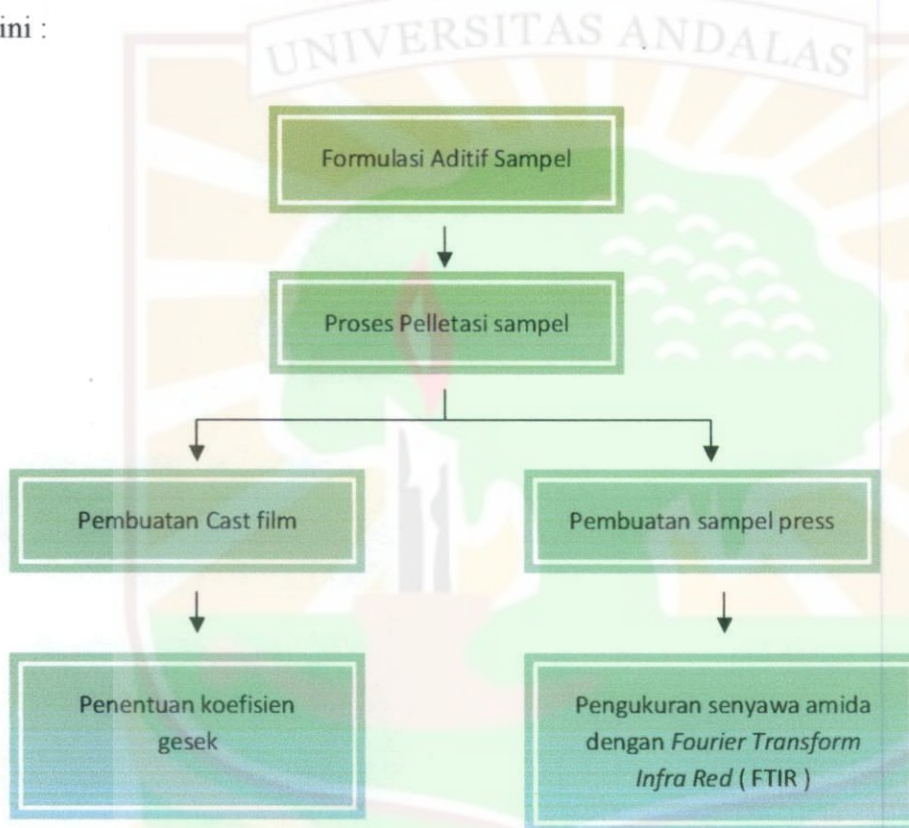 ini :
UNIVERSITAS ANDALAS
Formulasi Aditif Sampel
Proses Pelletasi sampel
Pembuatan Cast film
Pembuatan sampel press
Penentuan koefisien
gesek
Pengukuran senyawa amida
dengan Fourier Transform
Infra Red ( FTIR )